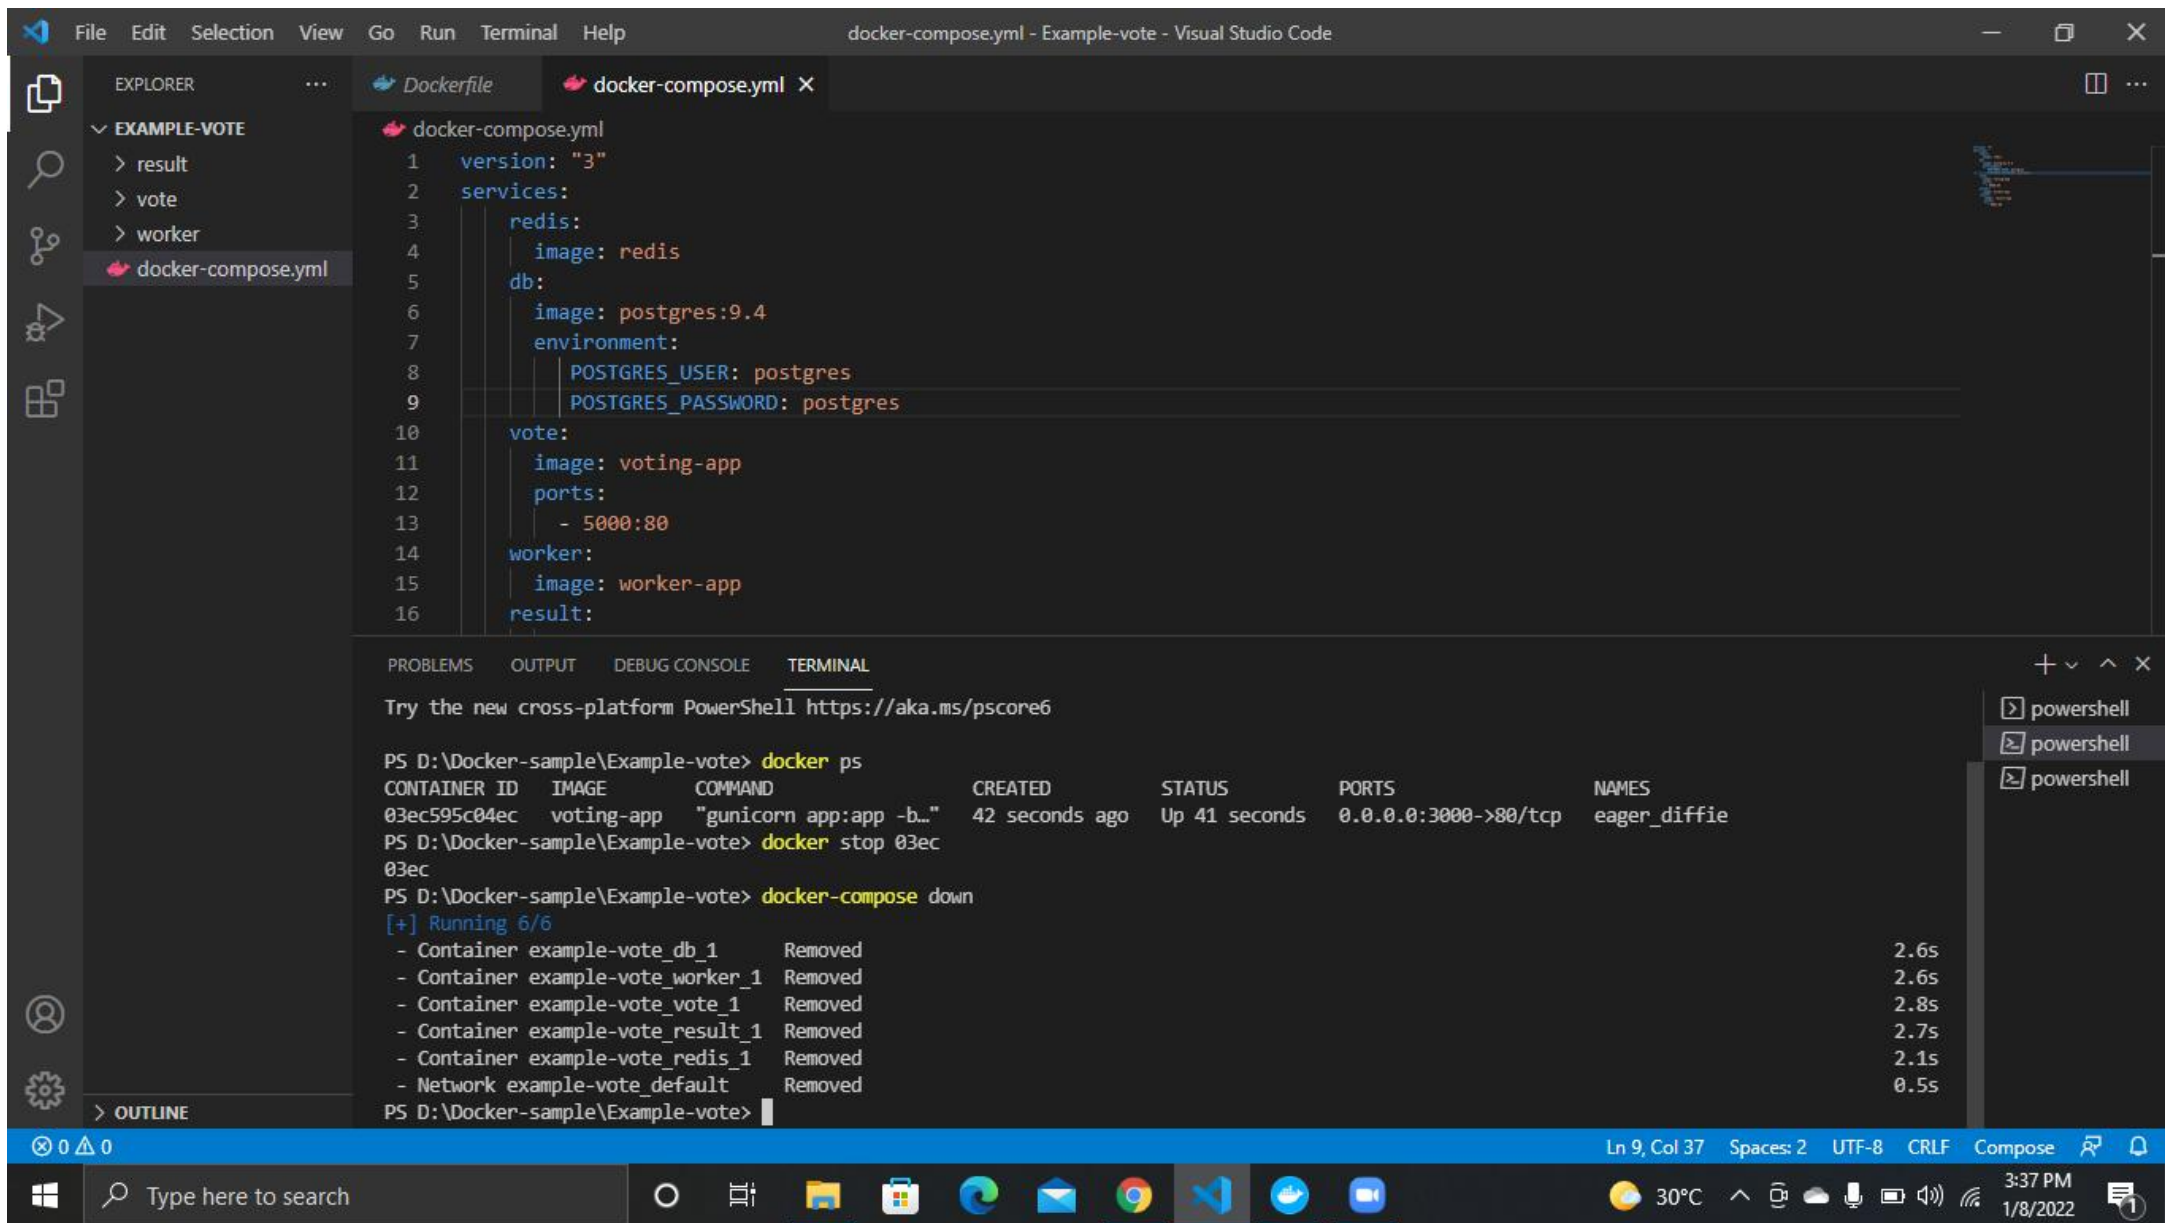 File Edit Selection View Go Run Terminal Help docker-compose.yml - Example-vote - Visual Studio Code
EXPLORER
Dockerfile docker-compose.yml
EXAMPLE-VOTE
result
vote
worker
docker-compose.yml
OUTLINE
docker-compose.yml
1 version: "3"
2 services:
3 redis:
4 image: redis
5 db:
6 image: postgres:9.4
7 environment:
8 POSTGRES_USER: postgres
9 POSTGRES_PASSWORD: postgres
10 vote:
11 image: voting-app
12 ports:
13 - 5000:80
14 worker:
15 image: worker-app
16 result:
PROBLEMS OUTPUT DEBUG CONSOLE TERMINAL
Try the new cross-platform PowerShell https://aka.ms/pscore6
PS D:\Docker-sample\Example-vote> docker ps
CONTAINER ID IMAGE COMMAND CREATED STATUS PORTS NAMES
03ec595c04ec voting-app "gunicorn app:app -b…" 42 seconds ago Up 41 seconds 0.0.0.0:3000->80/tcp eager_diffie
PS D:\Docker-sample\Example-vote> docker stop 03ec
03ec
PS D:\Docker-sample\Example-vote> docker-compose down
[+] Running 6/6
- Container example-vote_db_1 Removed 2.6s
- Container example-vote_worker_1 Removed 2.6s
- Container example-vote_vote_1 Removed 2.8s
- Container example-vote_result_1 Removed 2.7s
- Container example-vote_redis_1 Removed 2.1s
- Network example-vote_default Removed 0.5s
PS D:\Docker-sample\Example-vote>
powershell
powershell
powershell
0 0 Ln 9, Col 37 Spaces: 2 UTF-8 CRLF Compose
Type here to search 30°C 3:37 PM
1/8/2022 1